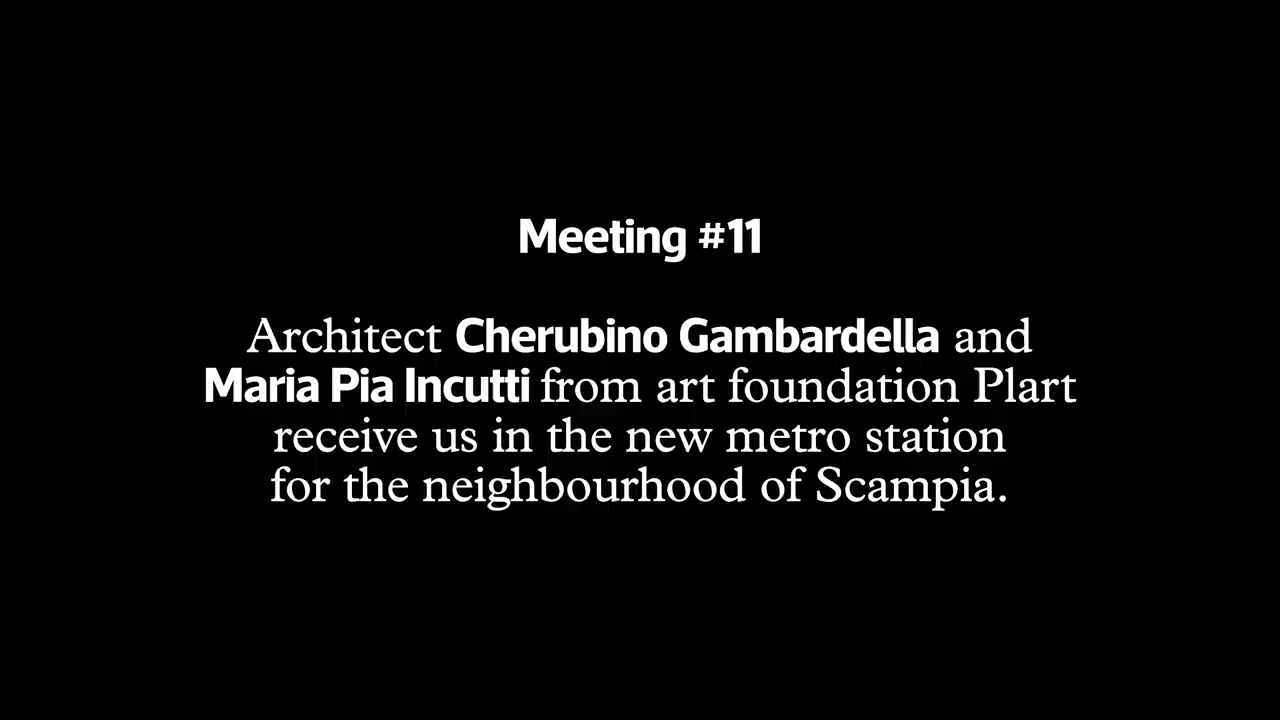 Meeting #11
Architect Cherubino Gambardella and
Maria Pia Incutti from art foundation Plart
receive us in the new metro station
for the neighbourhood of Scampia.